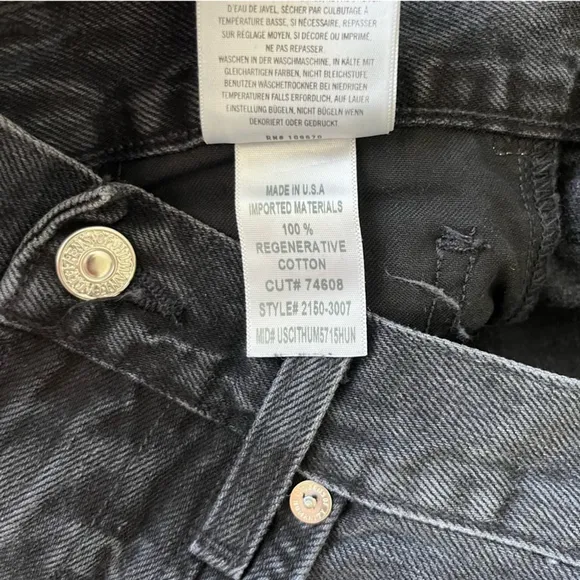 D'EAU DE JAVEL, SÉCHER PAR CULBUTAGE À
TEMPÉRATURE BASSE, SI NÉCESSAIRE, REPASSER
SUR RÉGLAGE MOYEN, SI DÉCORÉ OU IMPRIMÉ,
NE PAS REPASSER.
WASCHEN IN DER WASCHMASCHINE, IN KÄLTE MIT
GLEICHARTIGEN FARBEN, NICHT BLEICHSTUFE.
BENUTZEN WÄSCHETROCKNER BEI NIEDRIGEN
TEMPERATUREN FALLS ERFORDLICH, AUF LAUER
EINSTELLUNG BÜGELN, NICHT BÜGELN WENN
DEKORIERT ODER GEDRUCKT.
MADE IN U.S.A
IMPORTED MATERIALS
100 %
REGENERATIVE
COTTON
CUT# 74608
STYLE# 2150-3007
MID# USCITHUM5715HUN